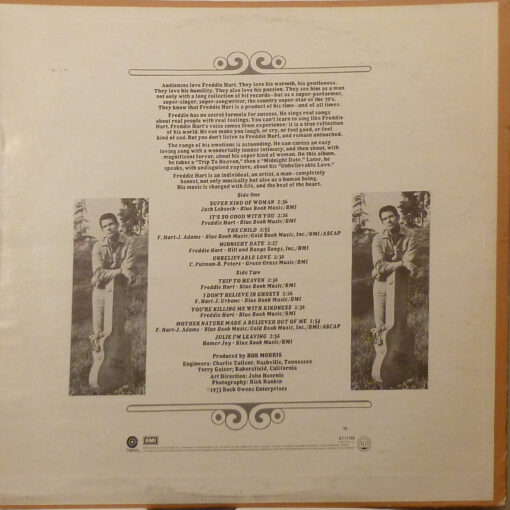 Audiences love Freddie Hart. They love his warmth, his gentleness.
They love his humility. They also love his passion. They see him as a man
not only with a long collection of hit records—but as a super-performer,
super-singer, super-songwriter, the country super-star of the 70's.
They know that Freddie Hart is a product of his time—and of all times.
Freddie has no secret formula for success. He sings real songs
about real people with real feelings. You can't learn to sing like Freddie
Hart. Freddie Hart's voice comes from experience: it is a true reflection
of his world. He can make you laugh, or cry, or feel good, or feel
kind of sad. But you don't listen to Freddie Hart, and remain untouched.
The range of his emotions is astounding. He can caress an easy
loving song with a wonderfully tender intimacy, and then shout, with
magnificent fervor, about his super kind of woman. On this album,
he takes a "Trip To Heaven," then a "Midnight Date." Later, he
speaks, with undisguised rapture, about his "Unbelievable Love."
Freddie Hart is an individual, an artist, a man—completely
honest, not only musically but also as a human being.
His music is charged with life, and the beat of the heart.
Side One
SUPER KIND OF WOMAN 2:36
Jack Lebsock - Blue Book Music/BMI
IT'S SO GOOD WITH YOU 2:26
Freddie Hart - Blue Book Music/BMI
THE CHILD 2:55
F. Hart-J. Adams - Blue Book Music/Gold Book Music, Inc./BMI/ASCAP
MIDNIGHT DATE 2:27
Freddie Hart - Hill and Range Songs, Inc./BMI
UNBELIEVABLE LOVE 2:30
C. Putman-B. Peters - Green Grass Music/BMI
Side Two
TRIP TO HEAVEN 2:36
Freddie Hart - Blue Book Music/BMI
I DON'T BELIEVE IN GHOSTS 2:26
F. Hart-J. Urbane - Blue Book Music/BMI
YOU'RE KILLING ME WITH KINDNESS 2:38
Freddie Hart - Blue Book Music/BMI
MOTHER NATURE MADE A BELIEVER OUT OF ME 2:54
F. Hart-J. Adams - Blue Book Music/Gold Book Music, Inc./BMI/ASCAP
JULIE I'M LEAVING 2:56
Homer Joy - Blue Book Music/BMI
Produced by BOB MORRIS
Engineers: Charlie Tallent; Nashville, Tennessee
Terry Gaiser; Bakersfield, California
Art Direction: John Hoernle
Photography: Rick Rankin
©1973 Buck Owens Enterprises
Capitol
EMI